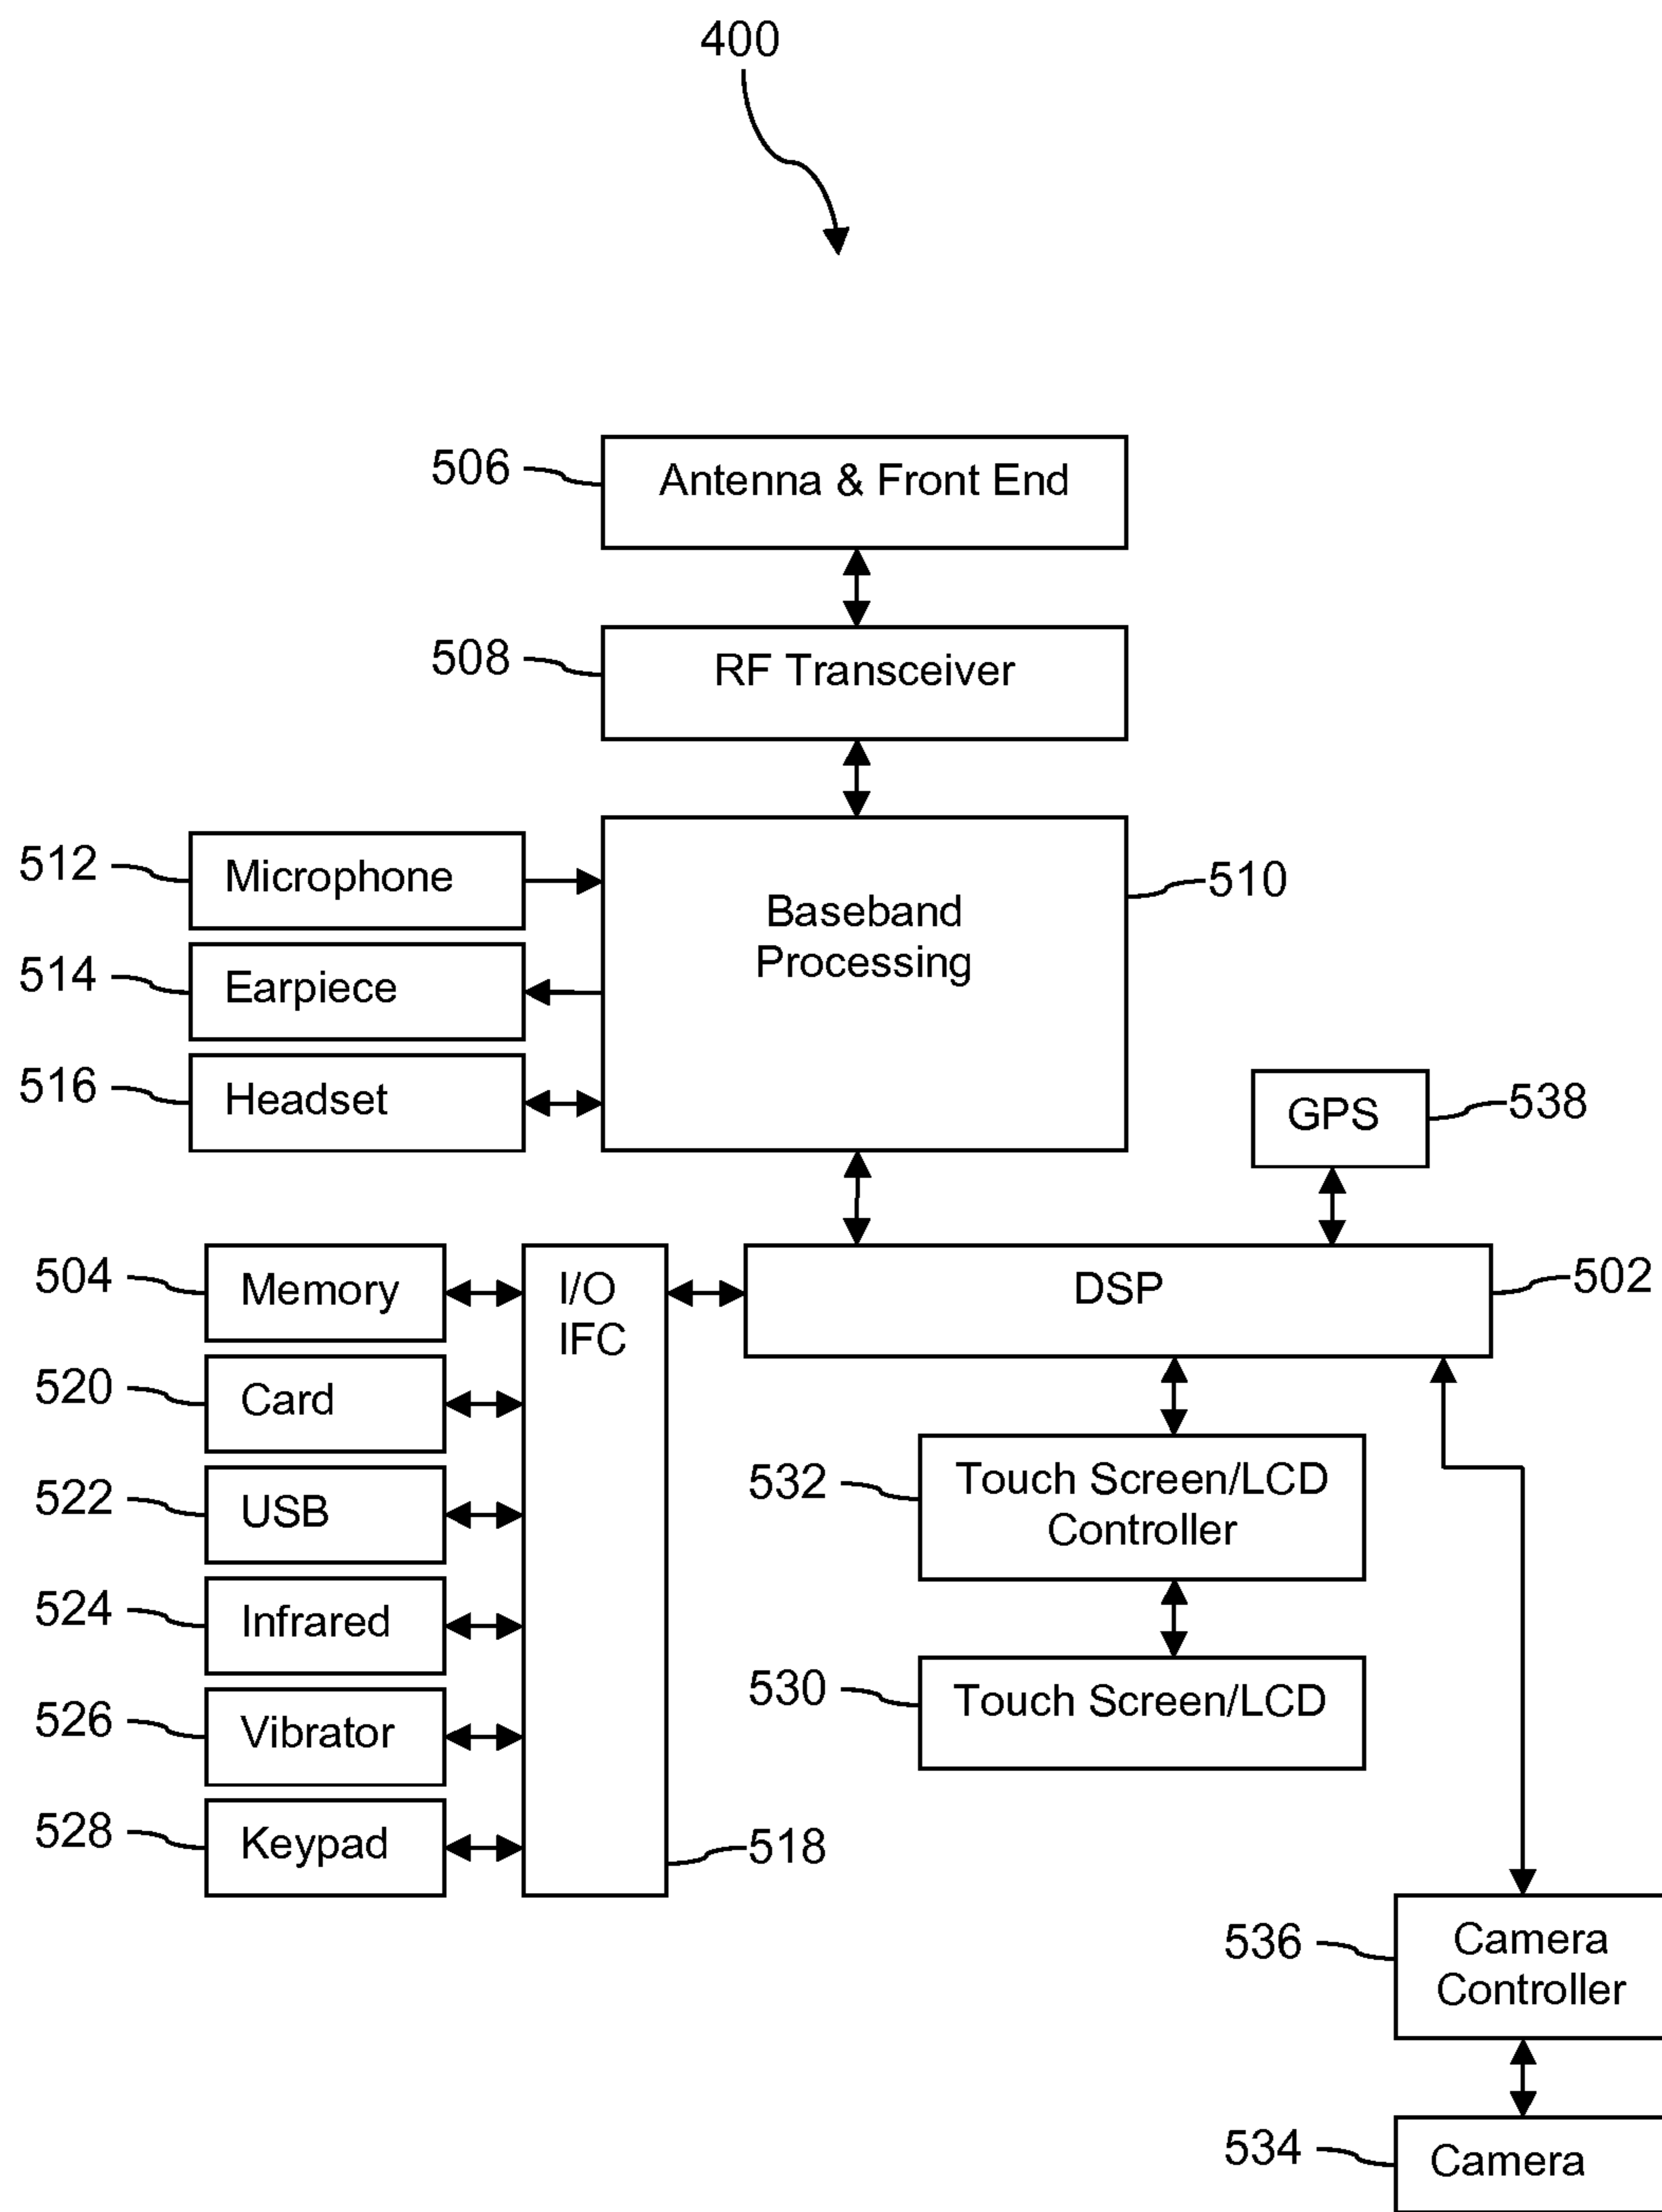 400
506
Antenna & Front End
508
RF Transceiver
512
Microphone
Baseband
Processing
510
514
Earpiece
516
Headset
GPS
538
504
Memory
I/O
IFC
DSP
502
520
Card
522
USB
532
Touch Screen/LCD
Controller
524
Infrared
526
Vibrator
530
Touch Screen/LCD
528
Keypad
518
536
Camera
Controller
534
Camera